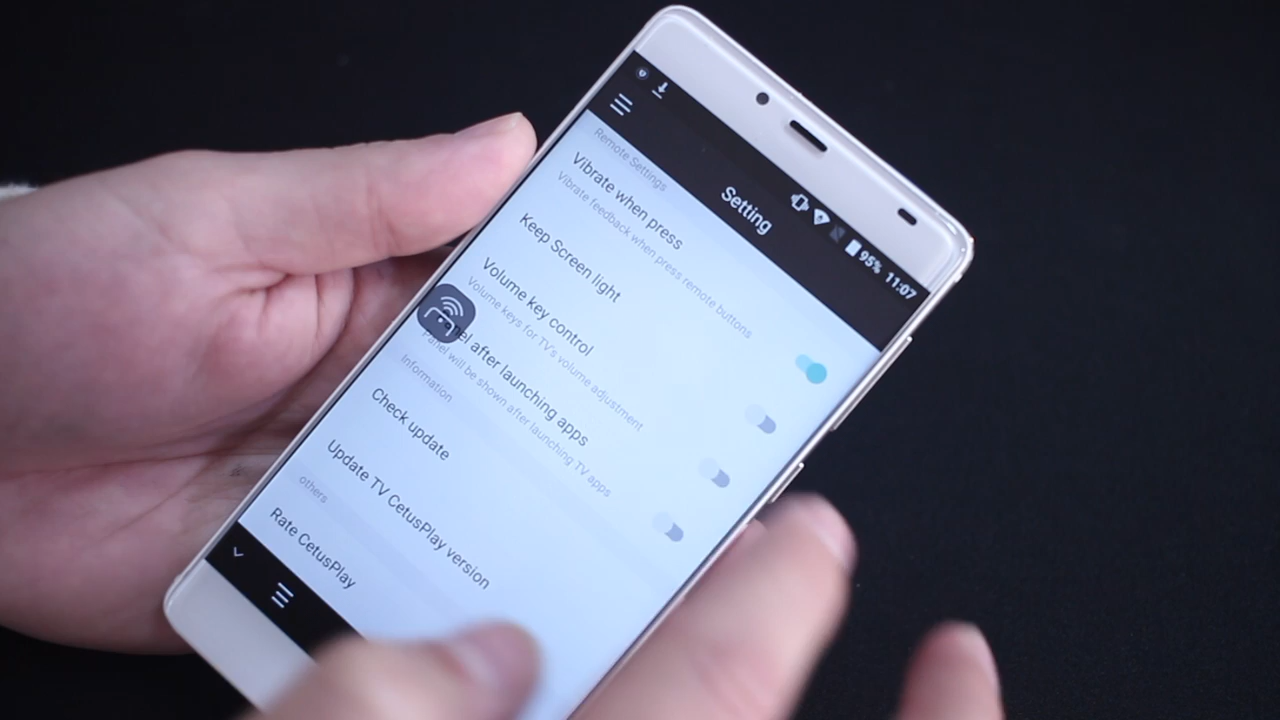 95% 11:07
Setting
Remote Settings
Vibrate when press
Vibrate feedback when press remote buttons
Keep Screen light
Volume key control
Volume keys for TV's volume adjustment
after launching apps
Panel will be shown after launching TV apps
Information
Check update
Update TV CetusPlay version
others
Rate CetusPlay